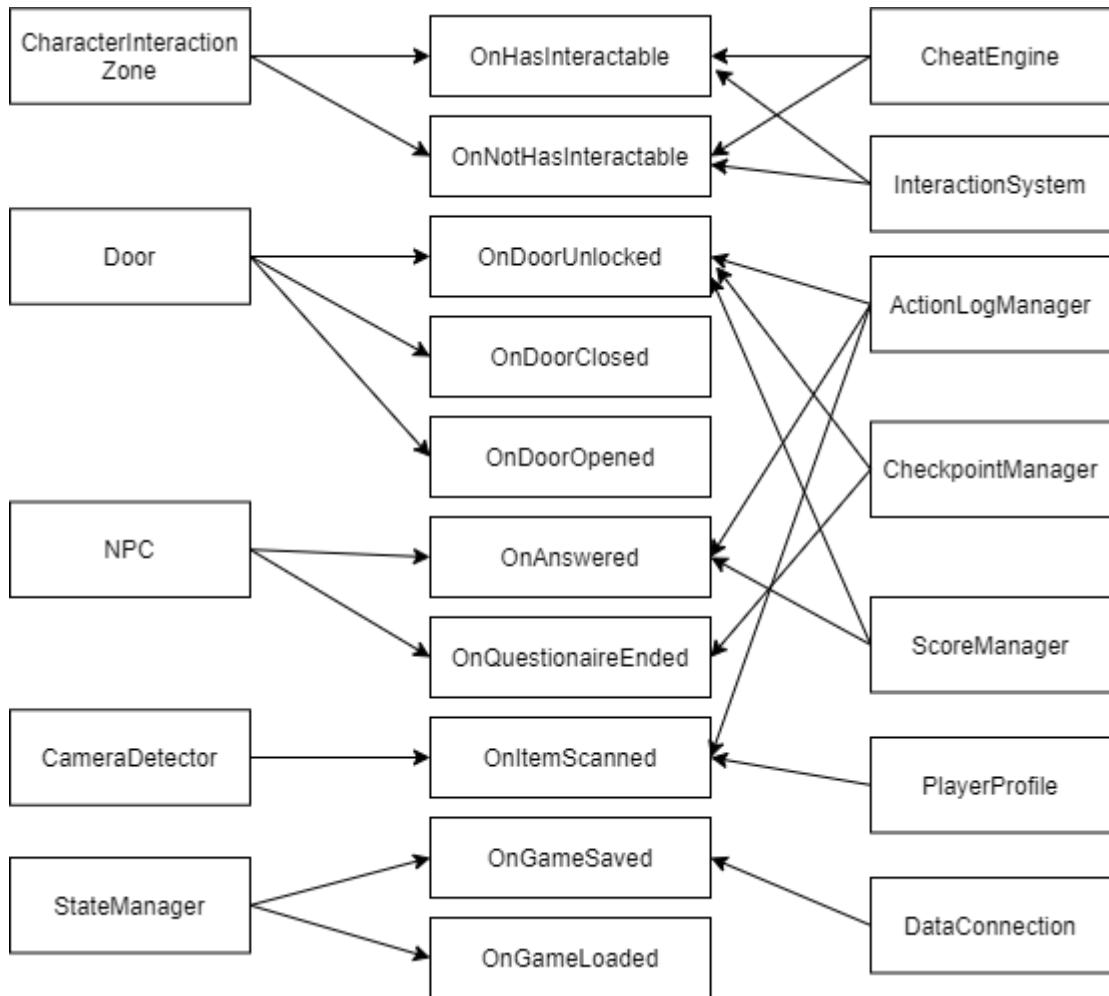 CharacterInteraction
Zone
OnHasInteractable
CheatEngine
OnNotHasInteractable
InteractionSystem
Door
OnDoorUnlocked
ActionLogManager
OnDoorClosed
OnDoorOpened
CheckpointManager
NPC
OnAnswered
OnQuestionaireEnded
ScoreManager
CameraDetector
OnItemScanned
PlayerProfile
OnGameSaved
StateManager
DataConnection
OnGameLoaded